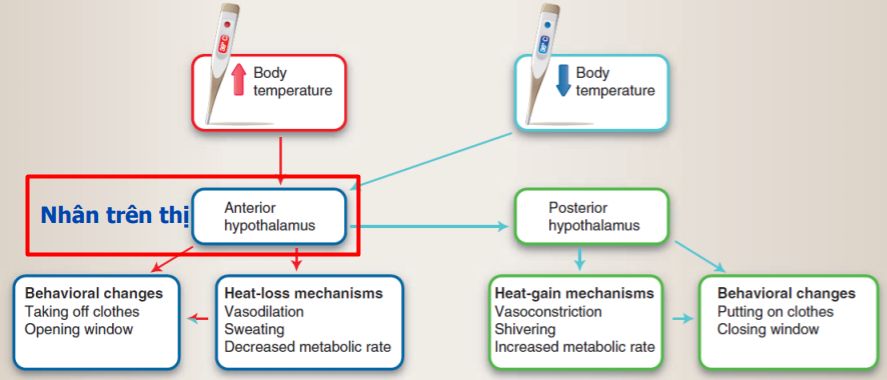 Body
temperature
Body
temperature
Nhân trên thị
Anterior
hypothalamus
Posterior
hypothalamus
Behavioral changes
Taking off clothes
Opening window
Heat-loss mechanisms
Vasodilation
Sweating
Decreased metabolic rate
Heat-gain mechanisms
Vasoconstriction
Shivering
Increased metabolic rate
Behavioral changes
Putting on clothes
Closing window